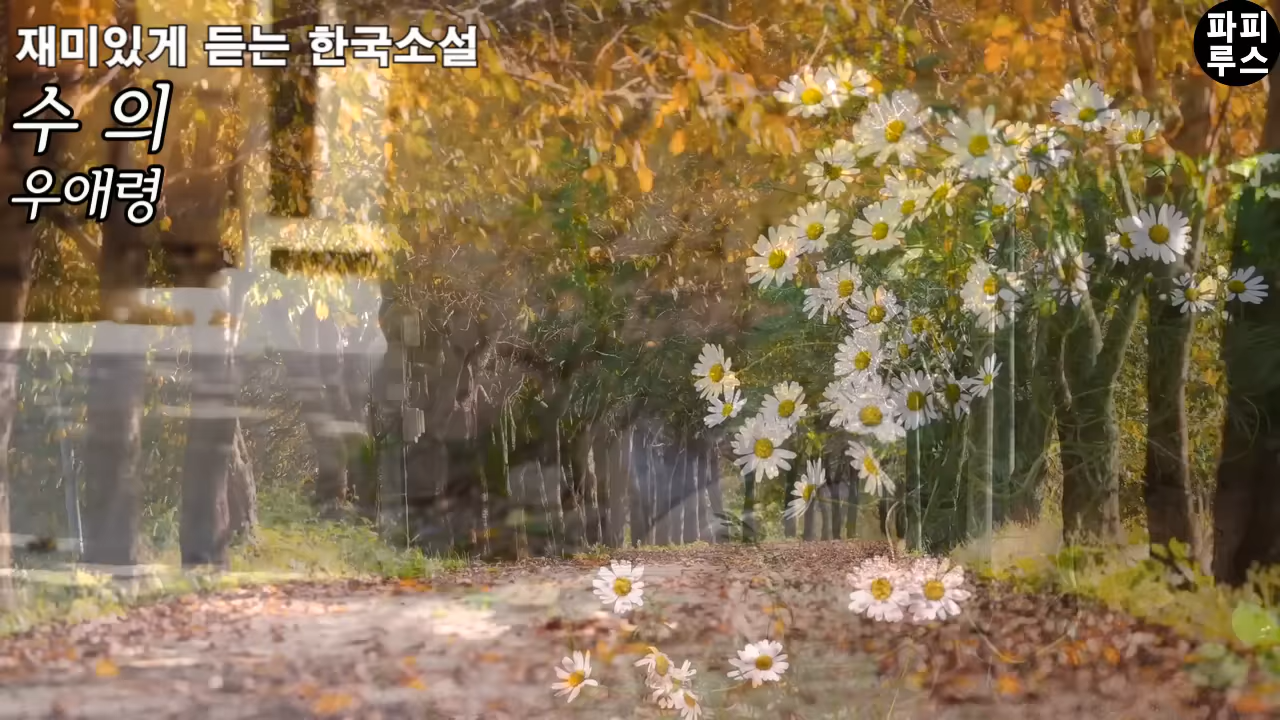 재미있게 듣는 한국소설
수 의
우애령
파피
루스